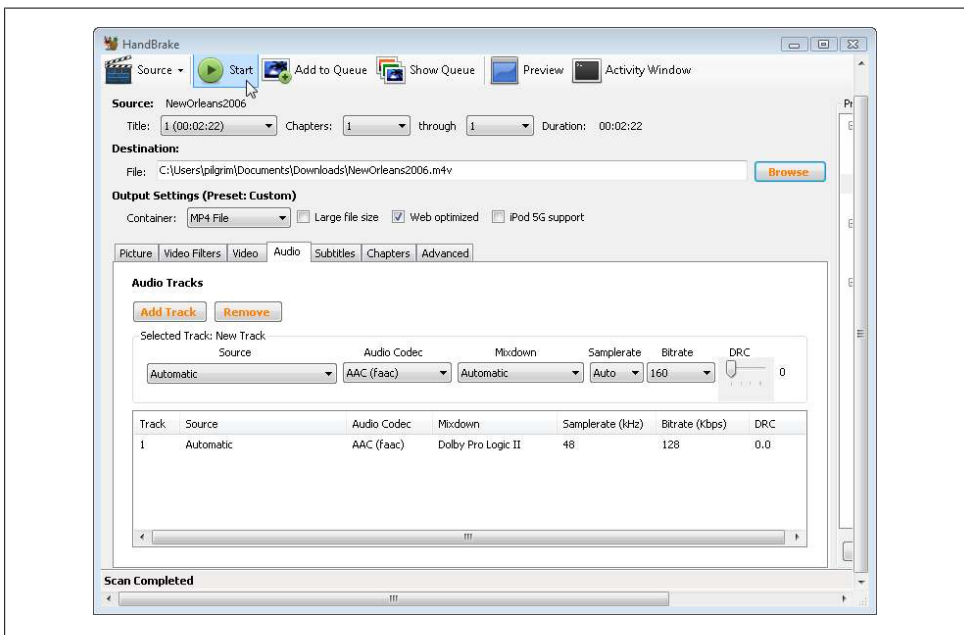 HandBrake
Source Start Add to Queue Show Queue Preview Activity Window
Source: NewOrleans2006
Title: 1 (00:02:22) Chapters: 1 through 1 Duration: 00:02:22
Destination:
File: C:\Users\pilgrim\Documents\Downloads\NewOrleans2006.m4v Browse
Output Settings (Preset: Custom)
Container: MP4 File Large file size Web optimized iPod 5G support
Picture Video Filters Video Audio Subtitles Chapters Advanced
Audio Tracks
Add Track Remove
Selected Track: New Track
Source Audio Codec Mixdown Samplerate Bitrate DRC
Automatic AAC (faac) Automatic Auto 160 0
Track Source Audio Codec Mixdown Samplerate (kHz) Bitrate (Kbps) DRC
1 Automatic AAC (faac) Dolby Pro Logic II 48 128 0.0
Scan Completed